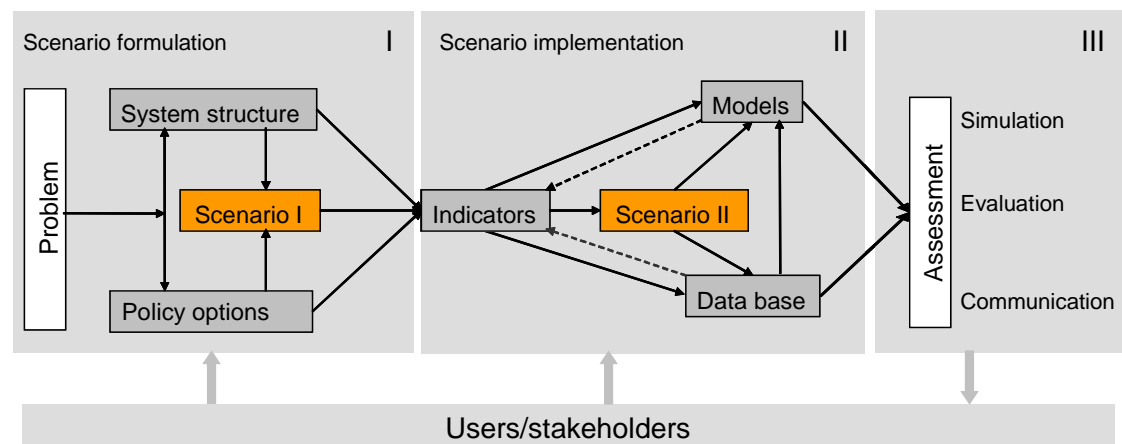 Scenario formulation
I
Scenario implementation
II
III
Problem
System structure
Scenario I
Policy options
Indicators
Models
Scenario II
Data base
Assessment
Simulation
Evaluation
Communication
Users/stakeholders